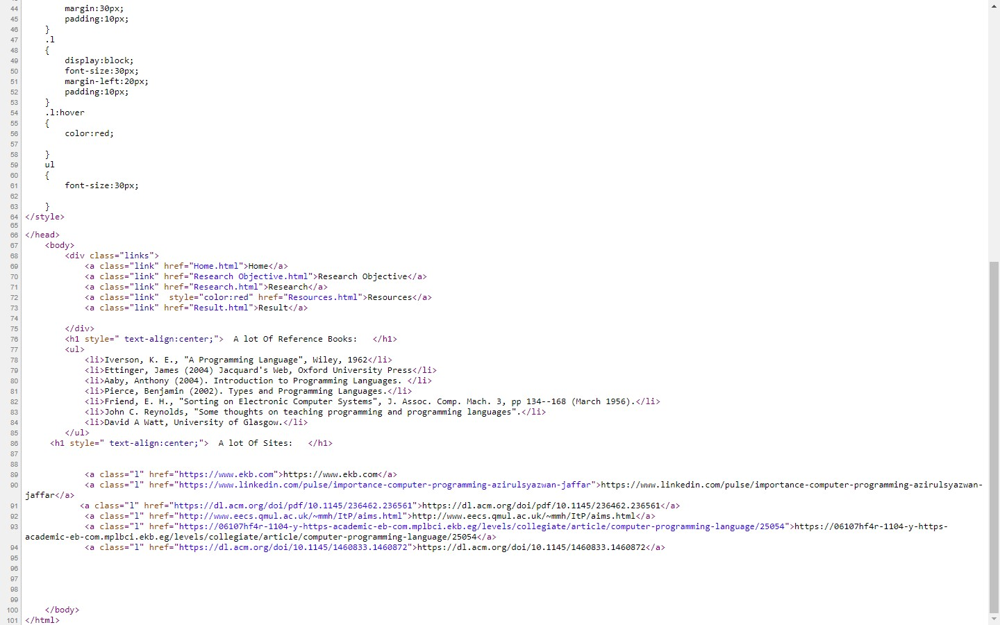 44 margin:30px;
45 padding:10px;
46 }
47 .l
48 {
49 display:block;
50 font-size:30px;
51 margin-left:20px;
52 padding:10px;
53 }
54 .l:hover
55 {
56 color:red;
57
58 }
59 ul
60 {
61 font-size:30px;
62
63 }
64 </style>
65
66 </head>
67 <body>
68 <div class="links">
69 <a class="link" href="Home.html">Home</a>
70 <a class="link" href="Research Objective.html">Research Objective</a>
71 <a class="link" href="Research.html">Research</a>
72 <a class="link"  style="color:red" href="Resources.html">Resources</a>
73 <a class="link" href="Result.html">Result</a>
74
75 </div>
76 <h1 style=" text-align:center;">  A lot Of Reference Books:   </h1>
77 <ul>
78 <li>Iverson, K. E., "A Programming Language", Wiley, 1962</li>
79 <li>Ettinger, James (2004) Jacquard's Web, Oxford University Press</li>
80 <li>Aaby, Anthony (2004). Introduction to Programming Languages. </li>
81 <li>Pierce, Benjamin (2002). Types and Programming Languages.</li>
82 <li>Friend, E. H., "Sorting on Electronic Computer Systems", J. Assoc. Comp. Mach. 3, pp 134--168 (March 1956).</li>
83 <li>John C. Reynolds, "Some thoughts on teaching programming and programming languages".</li>
84 <li>David A Watt, University of Glasgow.</li>
85 </ul>
86 <h1 style=" text-align:center;">  A lot Of Sites:   </h1>
87
88
89 <a class="l" href="https://www.ekb.com">https://www.ekb.com</a>
90 <a class="l" href="https://www.linkedin.com/pulse/importance-computer-programming-azirulsyazwan-jaffar">https://www.linkedin.com/pulse/importance-computer-programming-azirulsyazwan-
jaffar</a>
91 <a class="l" href="https://dl.acm.org/doi/pdf/10.1145/236462.236561">https://dl.acm.org/doi/pdf/10.1145/236462.236561</a>
92 <a class="l" href="http://www.eecs.qmul.ac.uk/~mmh/ItP/aims.html">http://www.eecs.qmul.ac.uk/~mmh/ItP/aims.html</a>
93 <a class="l" href="https://06107hf4r-1104-y-https-academic-eb-com.mplbci.ekb.eg/levels/collegiate/article/computer-programming-language/25054">https://06107hf4r-1104-y-https-
academic-eb-com.mplbci.ekb.eg/levels/collegiate/article/computer-programming-language/25054</a>
94 <a class="l" href="https://dl.acm.org/doi/10.1145/1460833.1460872">https://dl.acm.org/doi/10.1145/1460833.1460872</a>
95
96
97
98
99
100 </body>
101 </html>